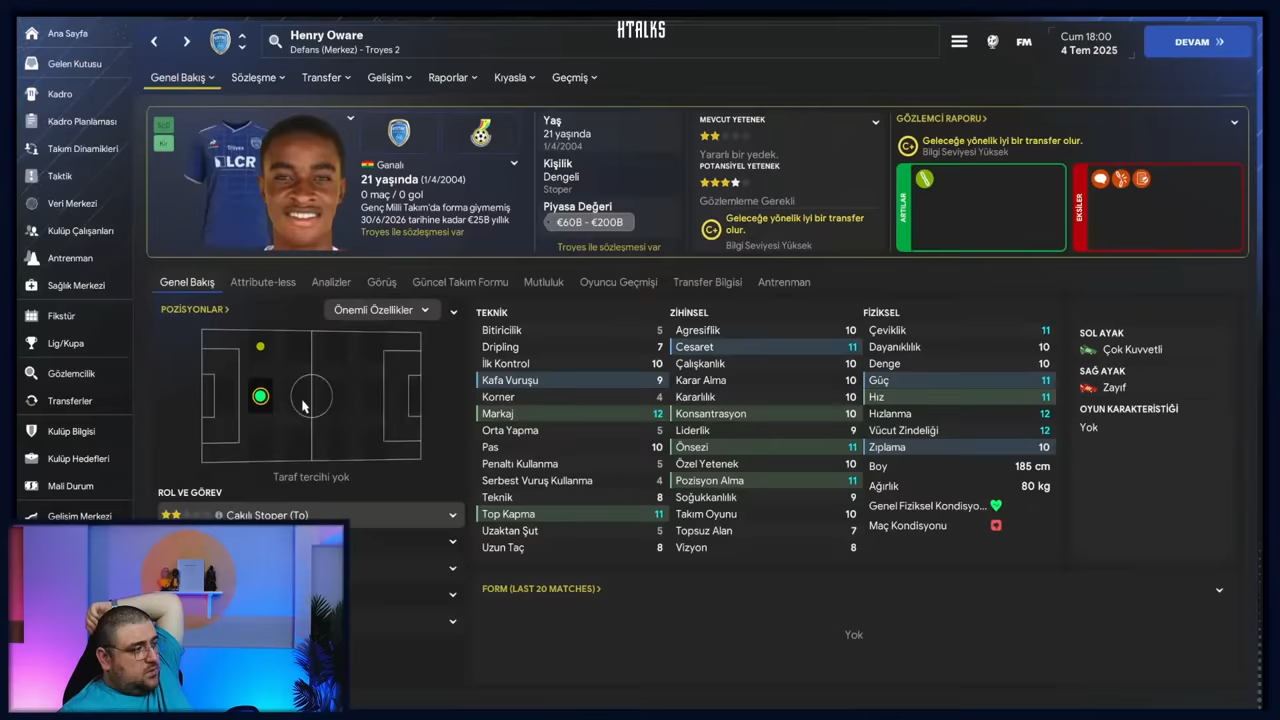 HTALKS
Ana Sayfa
Gelen Kutusu
Kadro
Kadro Planlaması
Takım Dinamikleri
Taktik
Veri Merkezi
Kulüp Çalışanları
Antrenman
Sağlık Merkezi
Fikstür
Lig/Kupa
Gözlemcilik
Transferler
Kulüp Bilgisi
Kulüp Hedefleri
Mali Durum
Gelişim Merkezi
Henry Oware
Defans (Merkez) - Troyes 2
FM
Cum 18:00
4 Tem 2025
DEVAM
Genel Bakış
Sözleşme
Transfer
Gelişim
Raporlar
Kıyasla
Geçmiş
LCR
Ganalı
21 yaşında (1/4/2004)
0 maç / 0 gol
Genç Milli Takım'da forma giymemiş
30/6/2026 tarihine kadar €25B yıllık
Troyes ile sözleşmesi var
Yaş
21 yaşında
1/4/2004
Kişilik
Dengeli
Stoper
Piyasa Değeri
€60B - €200B
Troyes ile sözleşmesi var
MEVCUT YETENEK
Yararlı bir yedek.
POTANSİYEL YETENEK
Gözlemleme Gerekli
C+
Geleceğe yönelik iyi bir transfer
olur.
Bilgi Seviyesi Yüksek
GÖZLEMCİ RAPORU
C+
Geleceğe yönelik iyi bir transfer olur.
Bilgi Seviyesi Yüksek
ARTILAR
EKSİLER
Genel Bakış
Attribute-less
Analizler
Görüş
Güncel Takım Formu
Mutluluk
Oyuncu Geçmişi
Transfer Bilgisi
Antrenman
POZİSYONLAR
Önemli Özellikler
Taraf tercihi yok
ROL VE GÖREV
Çakılı Stoper (To)
TEKNİK
Bitiricilik 5
Dripling 7
İlk Kontrol 10
Kafa Vuruşu 9
Korner 4
Markaj 12
Orta Yapma 5
Pas 10
Penaltı Kullanma 5
Serbest Vuruş Kullanma 4
Teknik 8
Top Kapma 11
Uzaktan Şut 5
Uzun Taç 8
ZİHİNSEL
Agresiflik 10
Cesaret 11
Çalışkanlık 10
Karar Alma 10
Kararlılık 10
Konsantrasyon 10
Liderlik 9
Önsezi 11
Özel Yetenek 10
Pozisyon Alma 11
Soğukkanlılık 9
Takım Oyunu 10
Topsuz Alan 7
Vizyon 8
FİZİKSEL
Çeviklik 11
Dayanıklılık 10
Denge 10
Güç 11
Hız 11
Hızlanma 12
Vücut Zindeliği 12
Zıplama 10
Boy 185 cm
Ağırlık 80 kg
Genel Fiziksel Kondisyo...
Maç Kondisyonu
SOL AYAK
Çok Kuvvetli
SAĞ AYAK
Zayıf
OYUN KARAKTERİSTİĞİ
Yok
FORM (LAST 20 MATCHES)
Yok